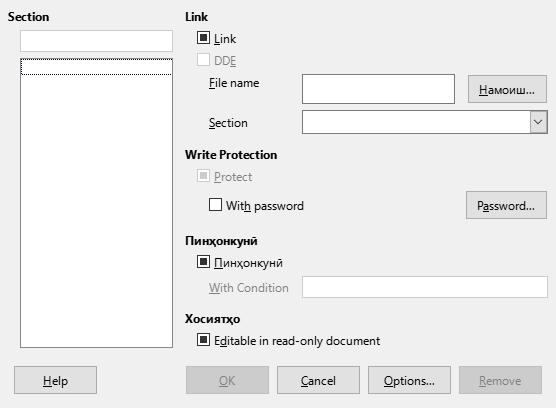 Section
Link
Link
DDE
File name
Намоиш...
Section
Write Protection
Protect
With password
Password...
Пинҳонкунӣ
Пинҳонкунӣ
With Condition
Хосиятҳо
Editable in read-only document
Help
OK
Cancel
Options...
Remove